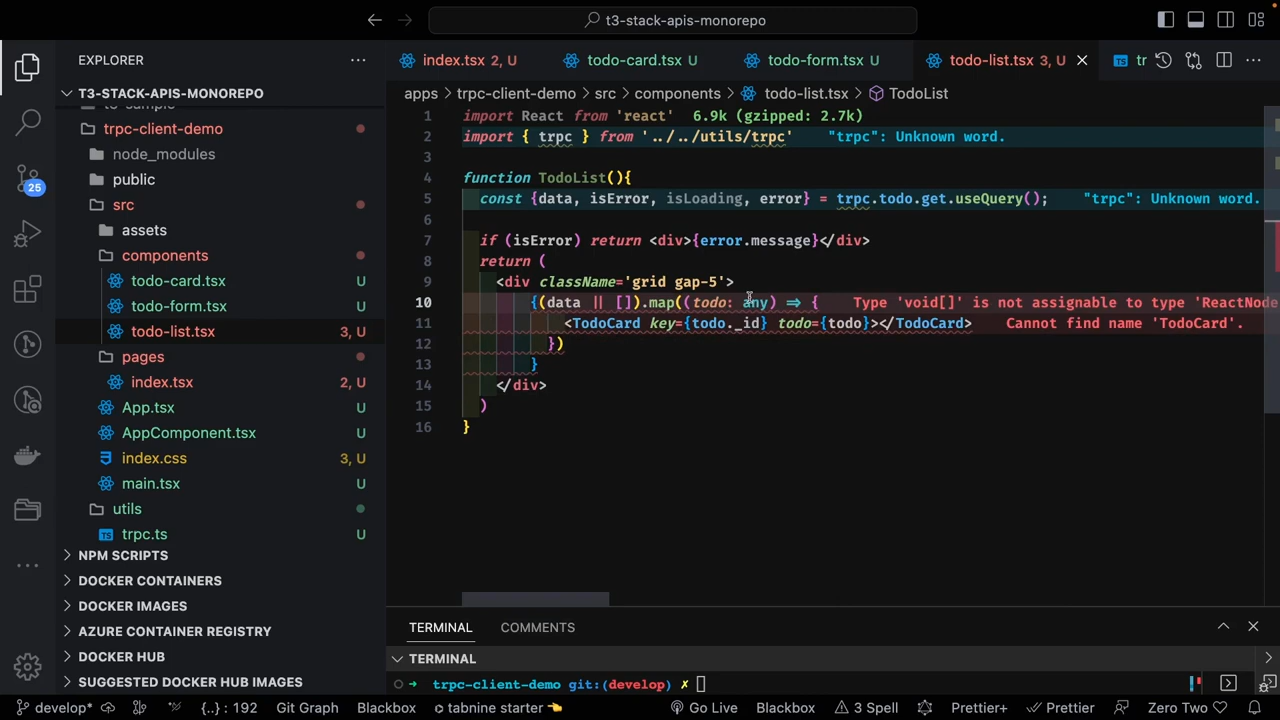 t3-stack-apis-monorepo
EXPLORER
T3-STACK-APIS-MONOREPO
trpc-client-demo
node_modules
public
src
assets
components
todo-card.tsx U
todo-form.tsx U
todo-list.tsx 3, U
pages
index.tsx 2, U
App.tsx U
AppComponent.tsx U
index.css 3, U
main.tsx U
utils
trpc.ts U
NPM SCRIPTS
DOCKER CONTAINERS
DOCKER IMAGES
AZURE CONTAINER REGISTRY
DOCKER HUB
SUGGESTED DOCKER HUB IMAGES
25
index.tsx 2, U todo-card.tsx U todo-form.tsx U todo-list.tsx 3, U TS tr
apps > trpc-client-demo > src > components > todo-list.tsx > TodoList
1 import React from 'react' 6.9k (gzipped: 2.7k)
2 import { trpc } from '../../utils/trpc' "trpc": Unknown word.
3
4 function TodoList(){
5 const {data, isError, isLoading, error} = trpc.todo.get.useQuery(); "trpc": Unknown word.
6
7 if (isError) return <div>{error.message}</div>
8 return (
9 <div className='grid gap-5'>
10 {(data || []).map((todo: any) => { Type 'void[]' is not assignable to type 'ReactNode
11 <TodoCard key={todo._id} todo={todo}></TodoCard> Cannot find name 'TodoCard'.
12 })
13 }
14 </div>
15 )
16 }
TERMINAL COMMENTS
TERMINAL
trpc-client-demo git:(develop) ✗
develop* {..} : 192 Git Graph Blackbox tabnine starter Go Live Blackbox 3 Spell Prettier+ Prettier Zero Two